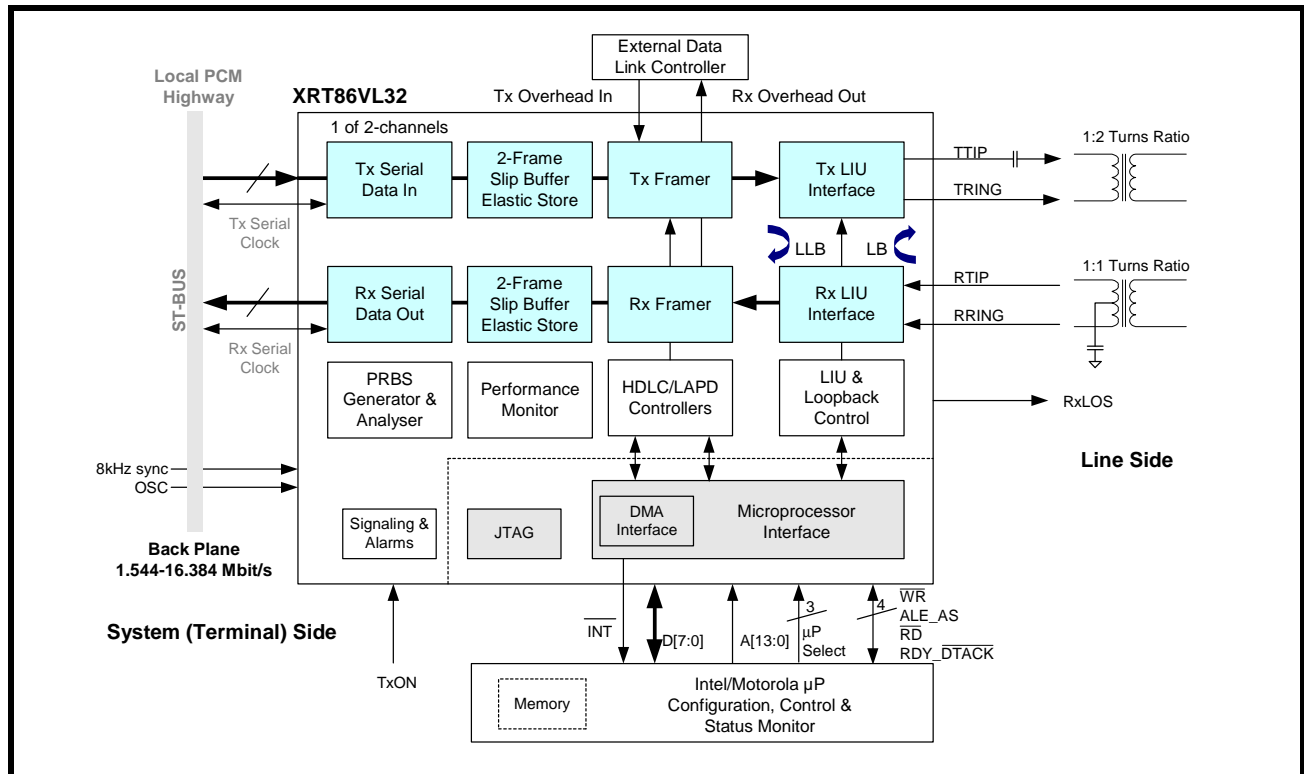 External Data
Link Controller
Local PCM
Highway
XRT86VL32
Tx Overhead In
Rx Overhead Out
1 of 2-channels
Tx Serial
Data In
2-Frame
Slip Buffer
Elastic Store
Tx Framer
Tx LIU
Interface
TTIP
TRING
1:2 Turns Ratio
Tx Serial
Clock
LLB
LB
ST-BUS
Rx Serial
Data Out
2-Frame
Slip Buffer
Elastic Store
Rx Framer
Rx LIU
Interface
RTIP
RRING
1:1 Turns Ratio
Rx Serial
Clock
PRBS
Generator &
Analyser
Performance
Monitor
HDLC/LAPD
Controllers
LIU &
Loopback
Control
RxLOS
Line Side
8kHz sync
OSC
Signaling &
Alarms
JTAG
DMA
Interface
Microprocessor
Interface
Back Plane
1.544-16.384 Mbit/s
System (Terminal) Side
TxON
INT
D[7:0]
A[13:0]
3
µP
Select
4
WR
ALE_AS
RD
RDY_DTACK
Memory
Intel/Motorola µP
Configuration, Control &
Status Monitor